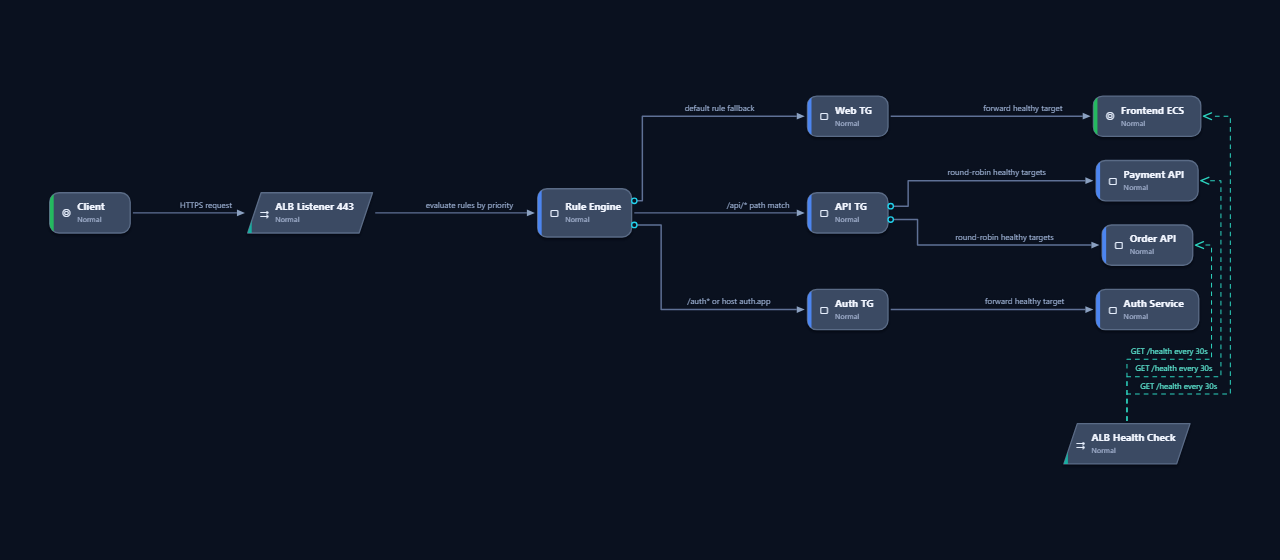 Client
Normal
HTTPS request
ALB Listener 443
Normal
evaluate rules by priority
Rule Engine
Normal
default rule fallback
/api/* path match
/auth* or host auth.app
Web TG
Normal
API TG
Normal
Auth TG
Normal
forward healthy target
round-robin healthy targets
round-robin healthy targets
forward healthy target
Frontend ECS
Normal
Payment API
Normal
Order API
Normal
Auth Service
Normal
GET /health every 30s
GET /health every 30s
GET /health every 30s
ALB Health Check
Normal